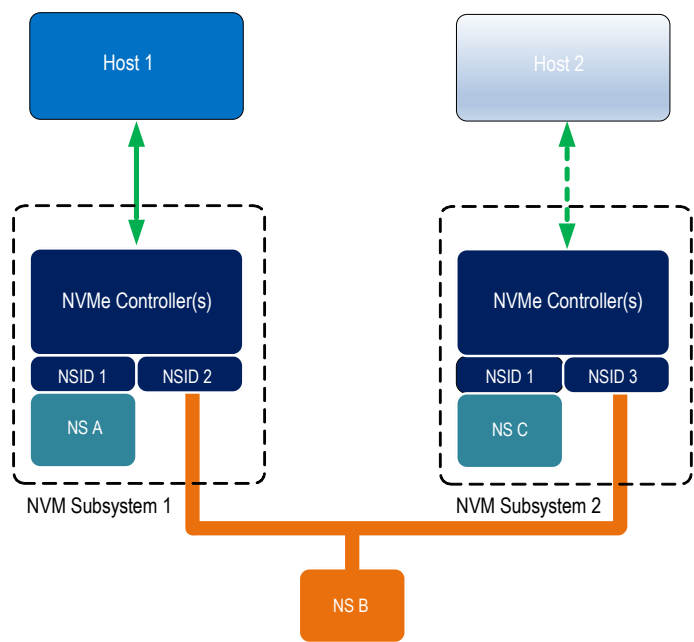 Host 1
Host 2
NVMe Controller(s)
NVMe Controller(s)
NSID 1
NSID 2
NSID 1
NSID 3
NS A
NS C
NVM Subsystem 1
NVM Subsystem 2
NS B